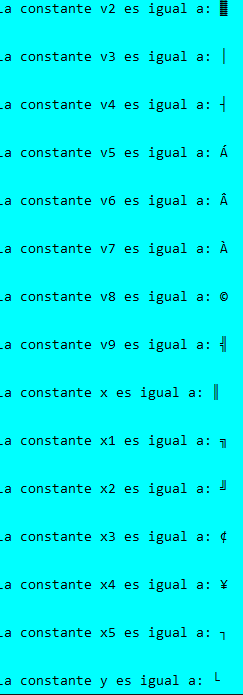 La constante v2 es igual a: ▓
La constante v3 es igual a: │
La constante v4 es igual a: ┤
La constante v5 es igual a: Á
La constante v6 es igual a: Â
La constante v7 es igual a: À
La constante v8 es igual a: ©
La constante v9 es igual a: ╣
La constante x es igual a: ║
La constante x1 es igual a: ╗
La constante x2 es igual a: ╝
La constante x3 es igual a: ¢
La constante x4 es igual a: ¥
La constante x5 es igual a: ┐
La constante y es igual a: └